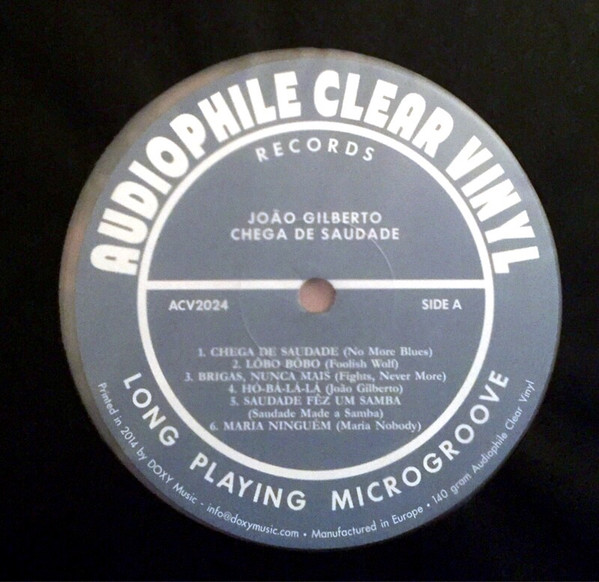 AUDIOPHILE CLEAR VINYL
RECORDS
JOÃO GILBERTO
CHEGA DE SAUDADE
ACV2024
SIDE A
1. CHEGA DE SAUDADE (No More Blues)
2. LÔBO BÔBO (Foolish Wolf)
3. BRIGAS, NUNCA MAIS (Fights, Never More)
4. HÓ-BÁ-LÁ-LÁ (João Gilberto)
5. SAUDADE FÊZ UM SAMBA
(Saudade Made a Samba)
6. MARIA NINGUÉM (Maria Nobody)
LONG PLAYING MICROGROOVE
Printed in 2014 by DOXY Music - info@doxymusic.com • Manufactured in Europe • 140 gram Audiophile Clear Vinyl